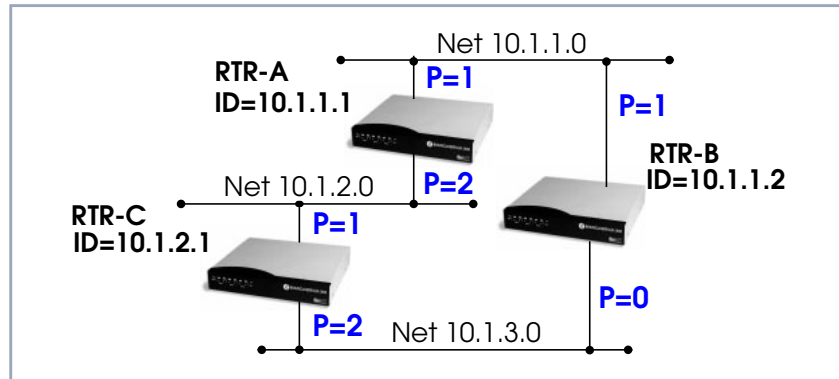 Net 10.1.1.0
RTR-A
ID=10.1.1.1
P=1
P=1
RTR-B
ID=10.1.1.2
Net 10.1.2.0
P=2
RTR-C
ID=10.1.2.1
P=1
P=0
P=2
Net 10.1.3.0